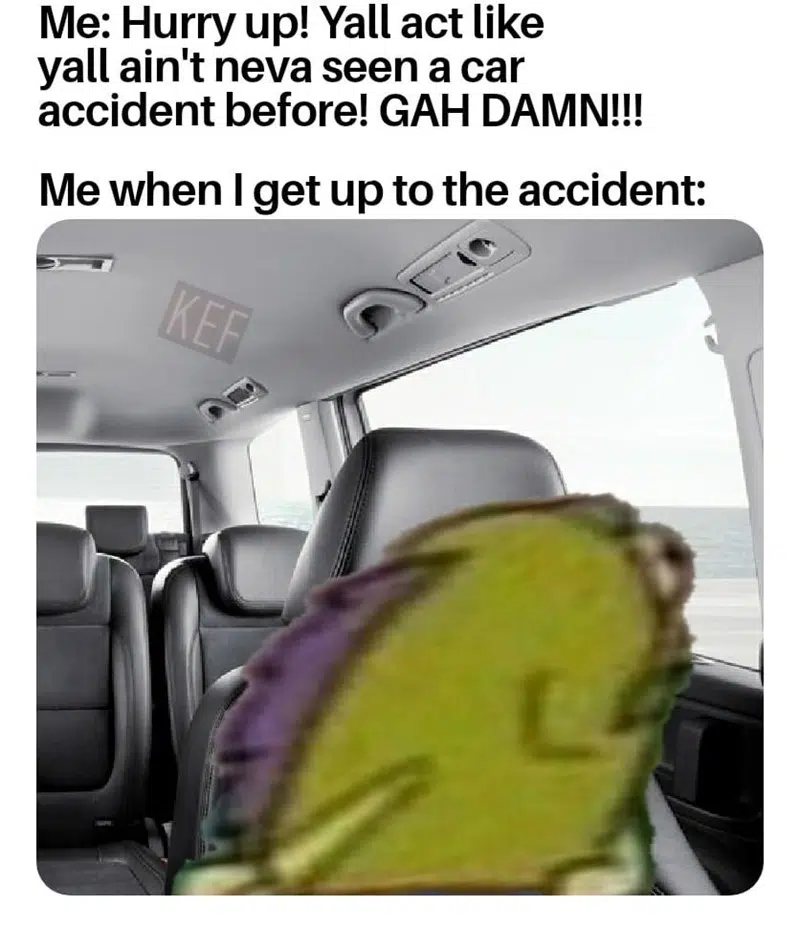 Me: Hurry up! Yall act like
yall ain't neva seen a car
accident before! GAH DAMN!!!
Me when I get up to the accident:
KEF